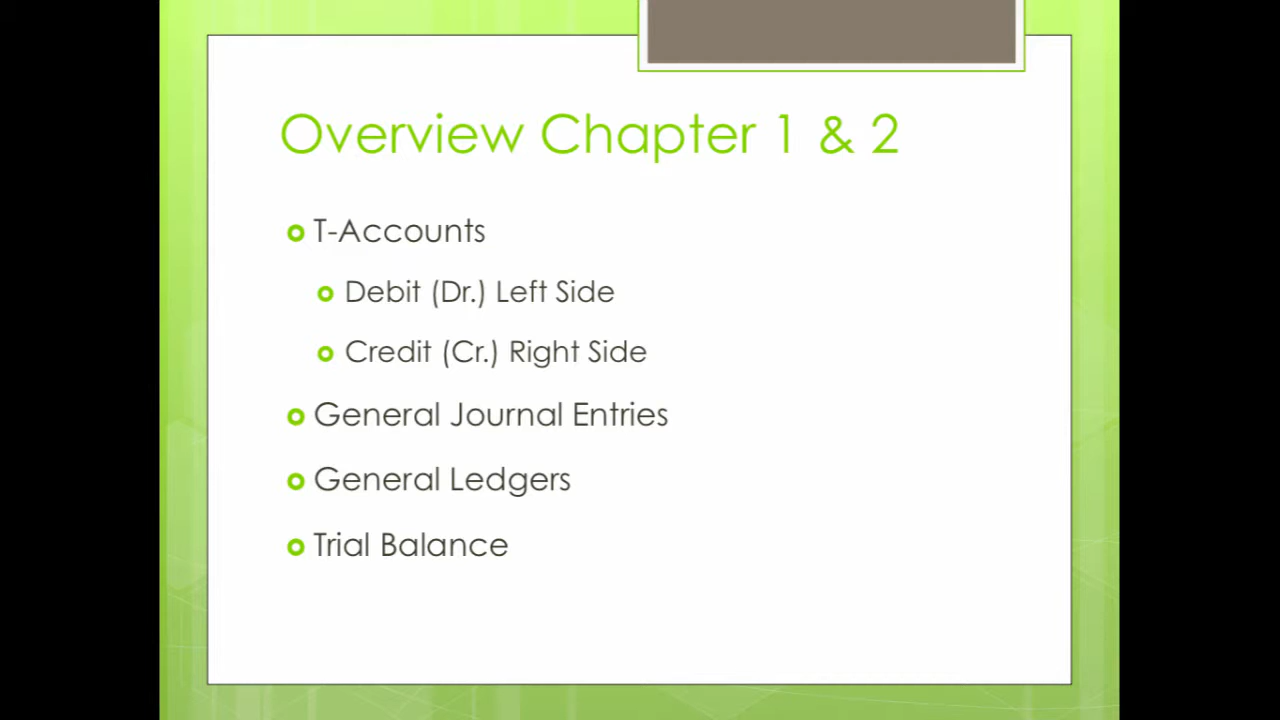 Overview Chapter 1 & 2
T-Accounts
Debit (Dr.) Left Side
Credit (Cr.) Right Side
General Journal Entries
General Ledgers
Trial Balance